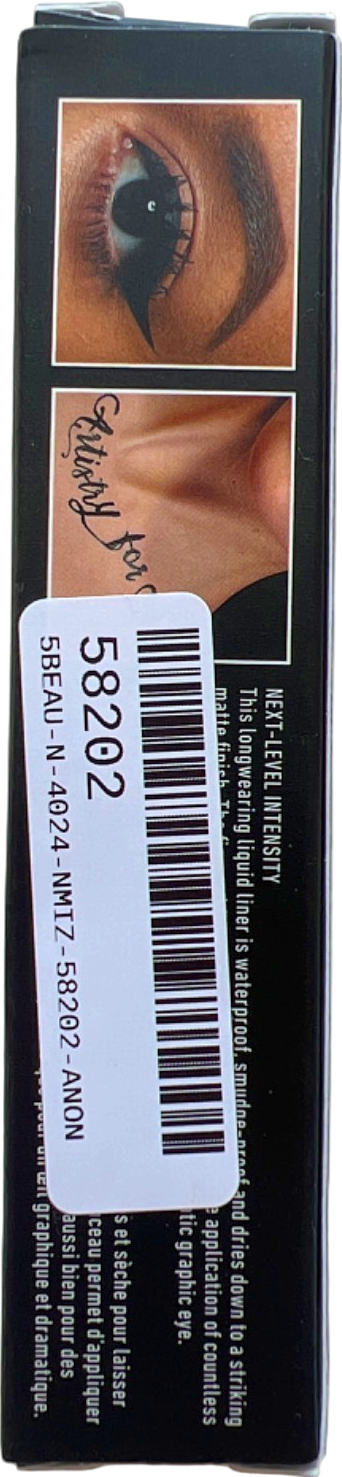 Artistry for
58202
5BEAU-N-4024-NMIZ-58202-ANON
NEXT-LEVEL INTENSITY
This longwearing liquid liner is waterproof, smudge-proof and dries down to a striking
matte finish. The
application of countless
graphic eye.
s et sèche pour laisser
permet d'appliquer
aussi bien pour des
graphique et dramatique.